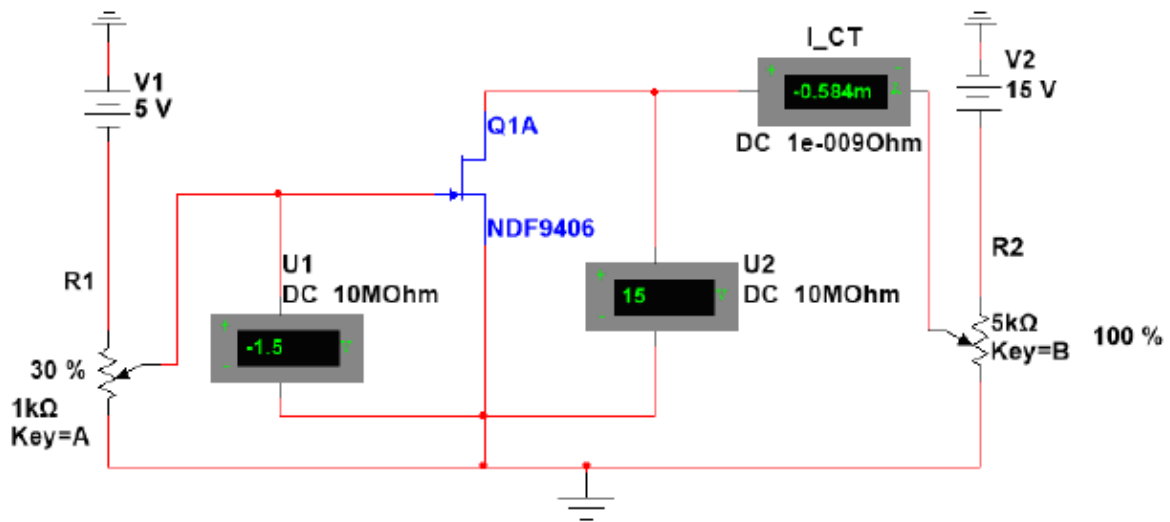 I_CT
-0.584m
DC 1e-009Ohm
V1
5 V
V2
15 V
Q1A
NDF9406
R1
U1
DC 10MOhm
-1.5 V
U2
DC 10MOhm
15 V
R2
30 %
1kΩ
Key=A
5kΩ
Key=B
100 %